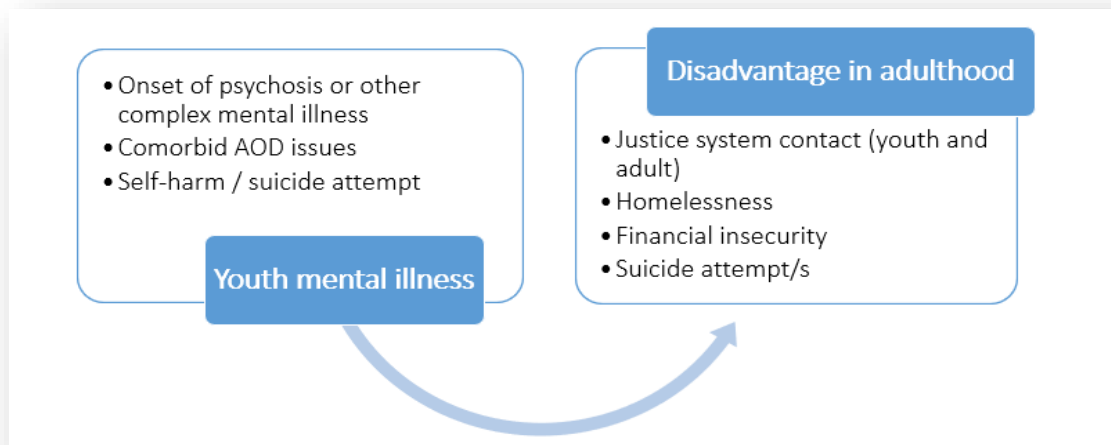 • Onset of psychosis or other
complex mental illness
• Comorbid AOD issues
• Self-harm / suicide attempt
Youth mental illness
Disadvantage in adulthood
• Justice system contact (youth and
adult)
• Homelessness
• Financial insecurity
• Suicide attempt/s